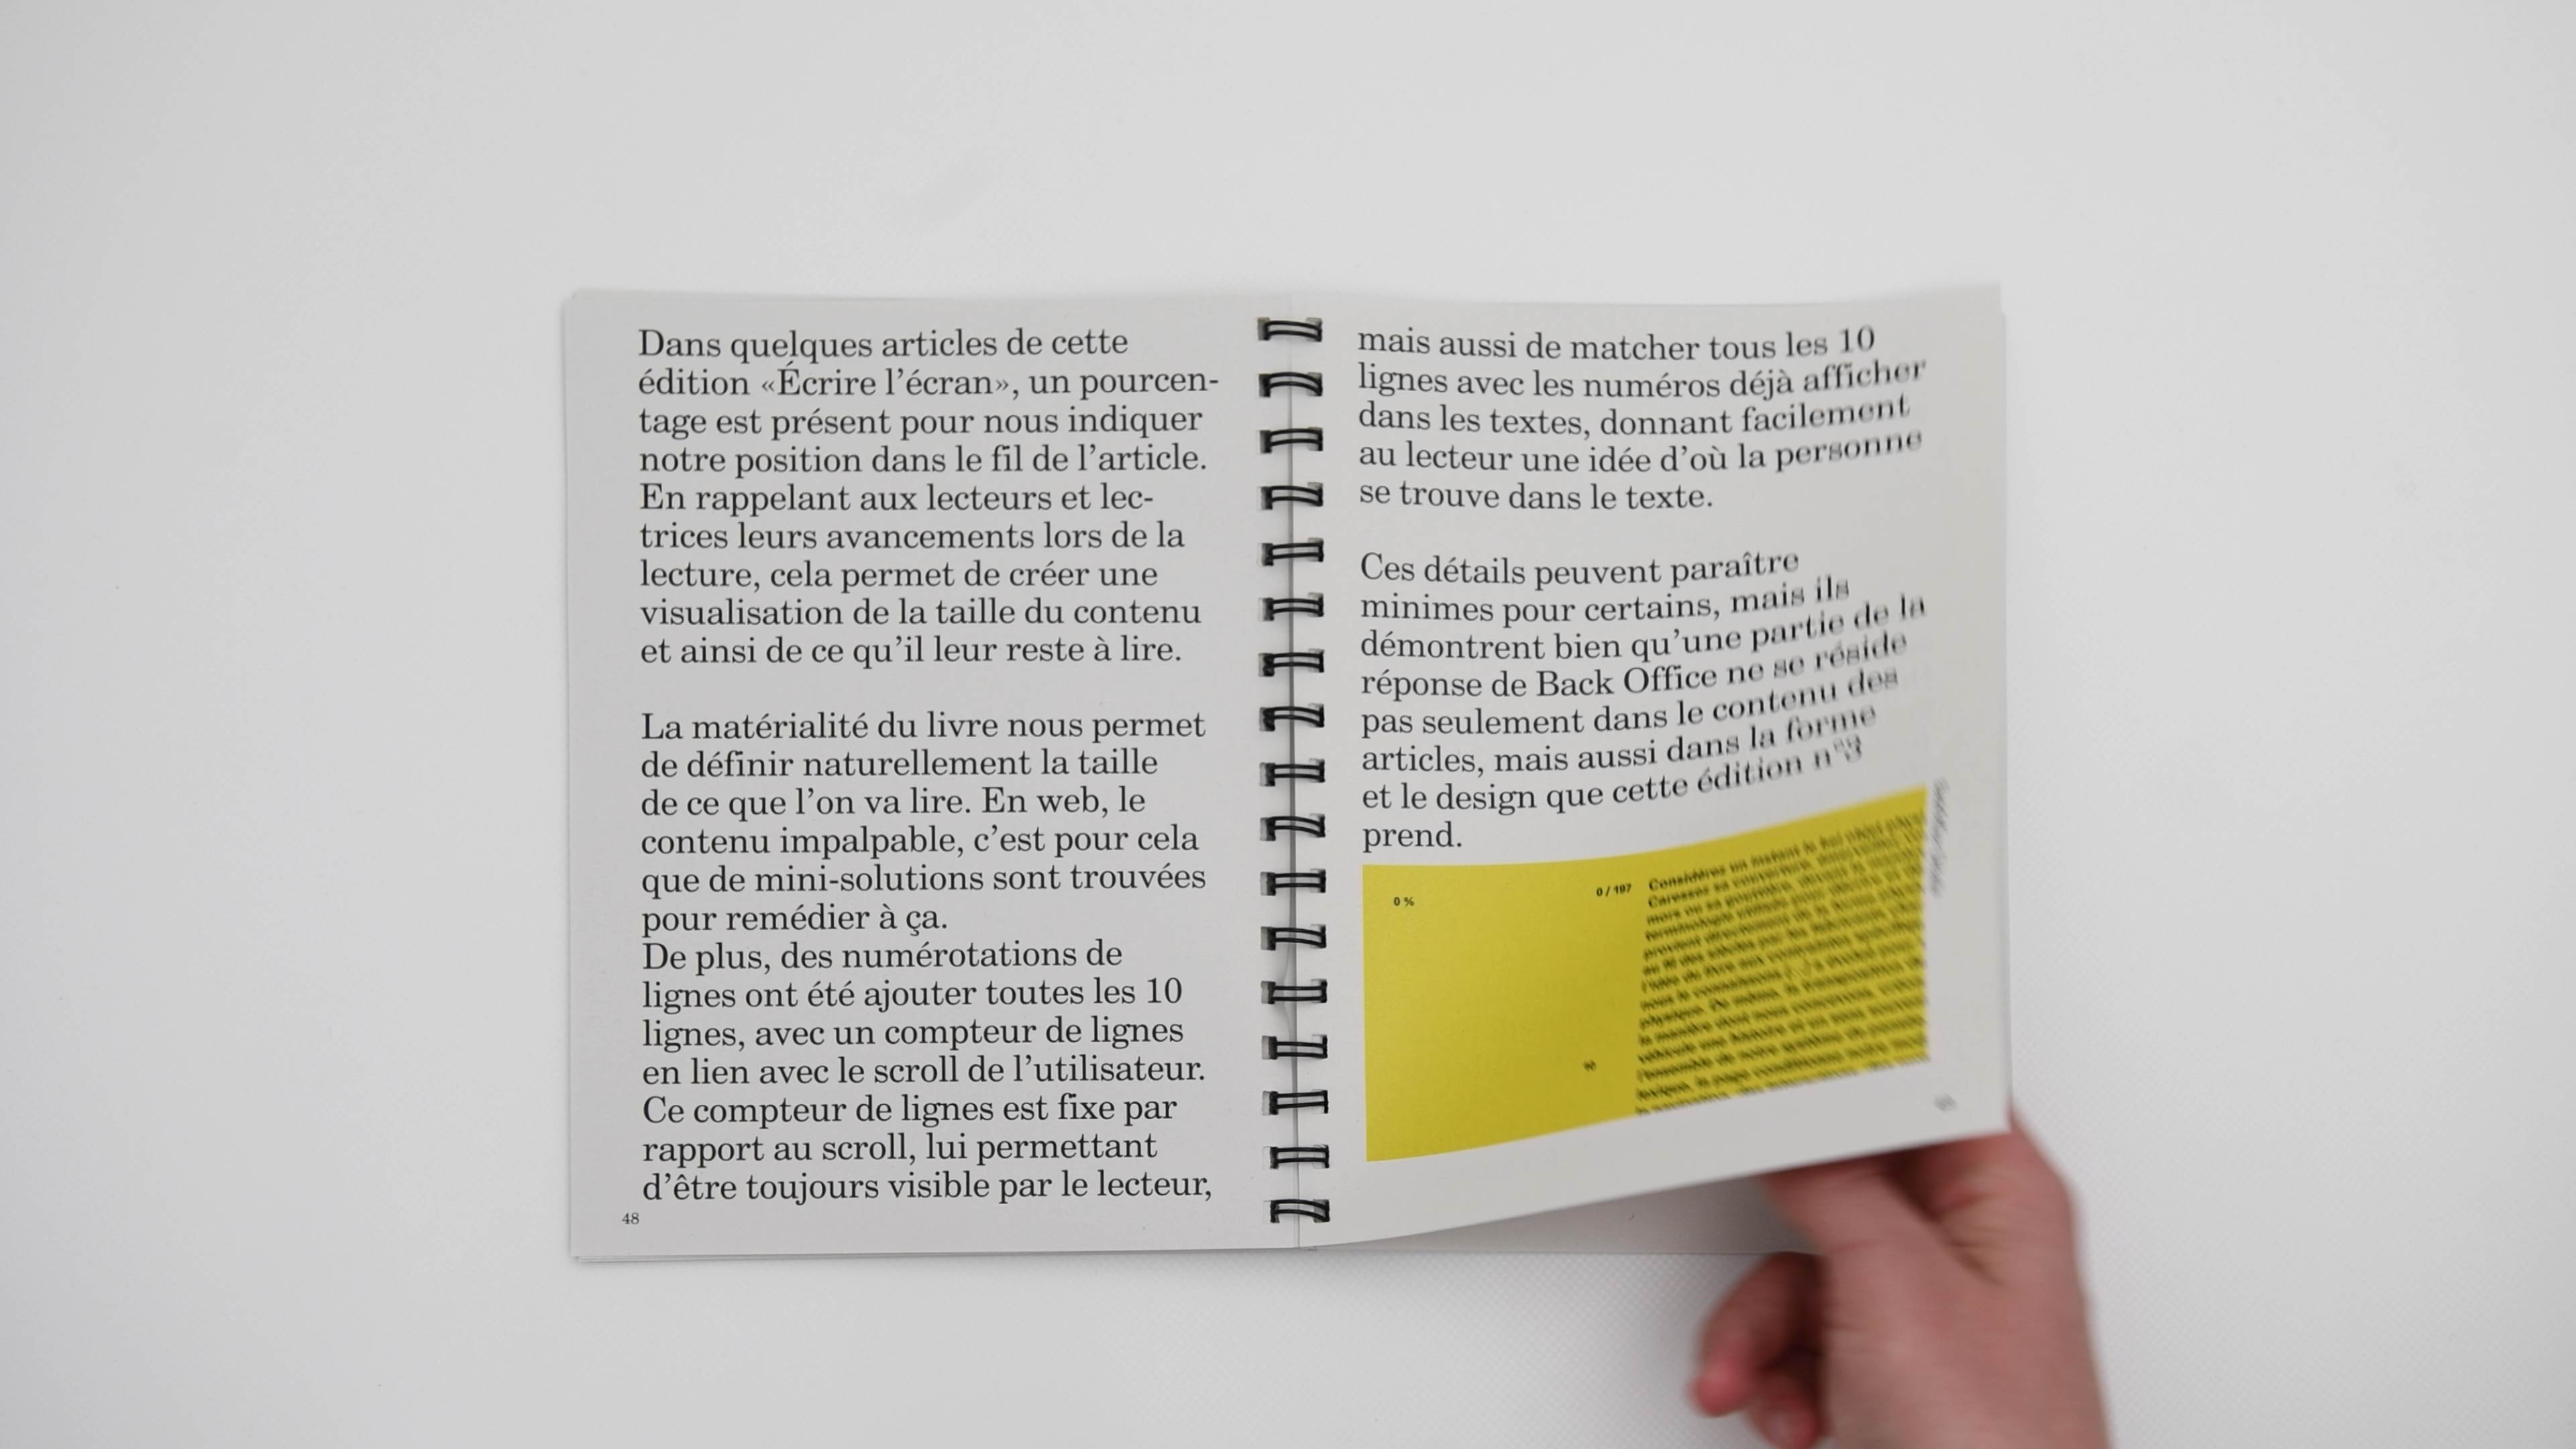 Dans quelques articles de cette
édition «Écrire l’écran», un pourcen-
tage est présent pour nous indiquer
notre position dans le fil de l’article.
En rappelant aux lecteurs et lec-
trices leurs avancements lors de la
lecture, cela permet de créer une
visualisation de la taille du contenu
et ainsi de ce qu’il leur reste à lire.
La matérialité du livre nous permet
de définir naturellement la taille
de ce que l’on va lire. En web, le
contenu impalpable, c’est pour cela
que de mini-solutions sont trouvées
pour remédier à ça.
De plus, des numérotations de
lignes ont été ajouter toutes les 10
lignes, avec un compteur de lignes
en lien avec le scroll de l’utilisateur.
Ce compteur de lignes est fixe par
rapport au scroll, lui permettant
d’être toujours visible par le lecteur,
48
mais aussi de matcher tous les 10
lignes avec les numéros déjà afficher
dans les textes, donnant facilement
au lecteur une idée d’où la personne
se trouve dans le texte.
Ces détails peuvent paraître
minimes pour certains, mais ils
démontrent bien qu’une partie de la
réponse de Back Office ne se réside
pas seulement dans le contenu des
articles, mais aussi dans la forme
et le design que cette édition n°3
prend.
0 %
0 / 197
Considérez un instant le